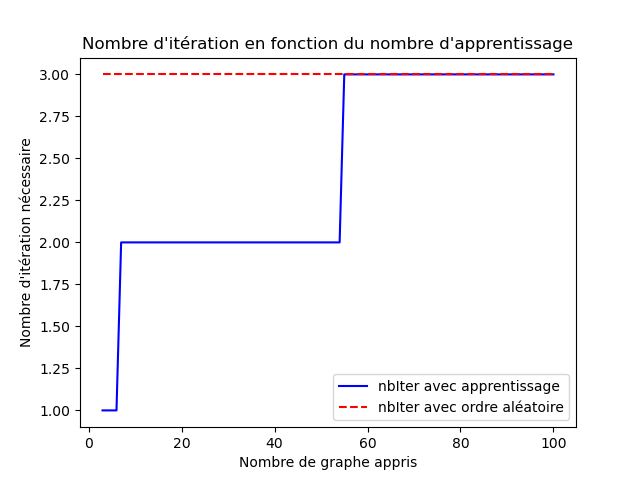 Nombre d'itération en fonction du nombre d'apprentissage
Nombre d'itération nécessaire
3.00
2.75
2.50
2.25
2.00
1.75
1.50
1.25
1.00
nbIter avec apprentissage
nbIter avec ordre aléatoire
0 20 40 60 80 100
Nombre de graphe appris